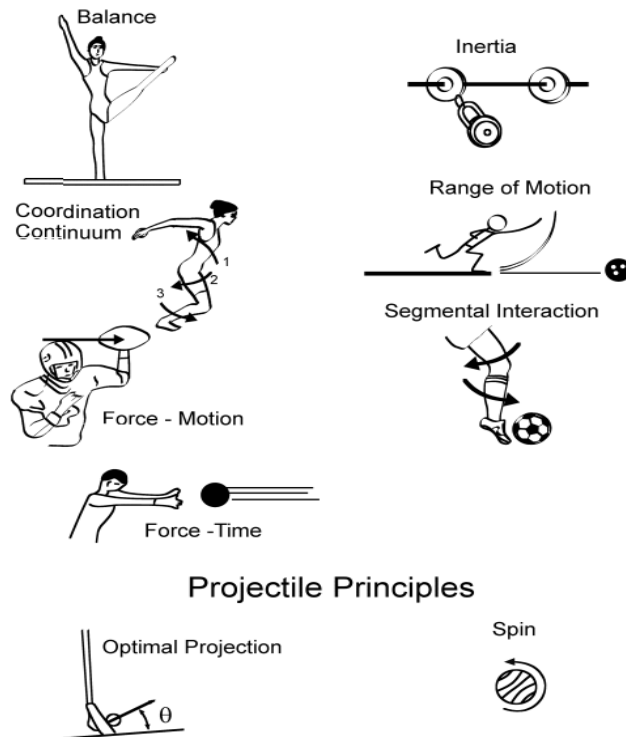 Balance
Inertia
Coordination
Continuum
1
2
3
Range of Motion
Segmental Interaction
Force - Motion
Force -Time
Projectile Principles
Optimal Projection
θ
Spin